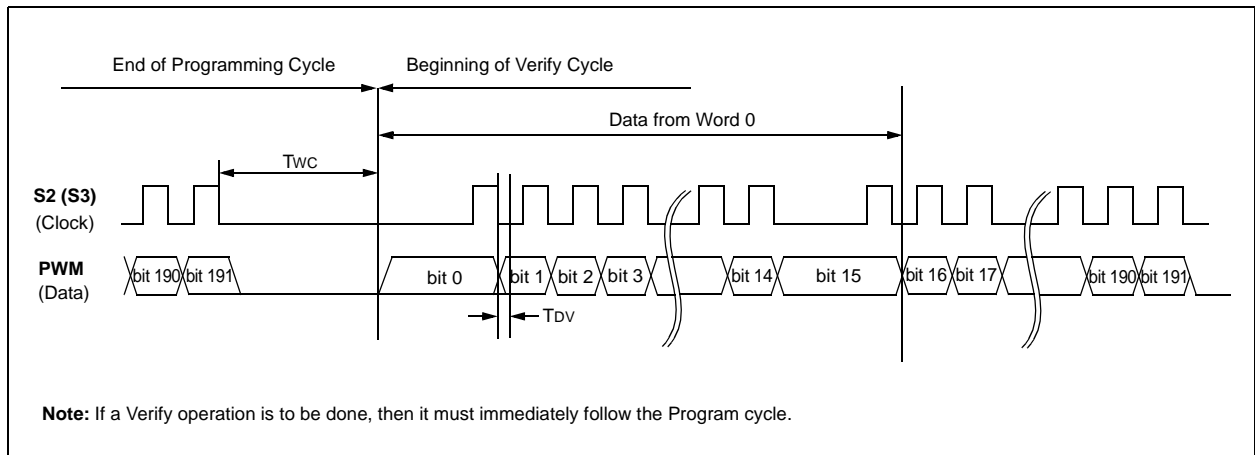 End of Programming Cycle
Beginning of Verify Cycle
Data from Word 0
TWC
S2 (S3)
(Clock)
PWM
(Data)
bit 190
bit 191
bit 0
bit 1
bit 2
bit 3
bit 14
bit 15
bit 16
bit 17
bit 190
bit 191
TDV
Note: If a Verify operation is to be done, then it must immediately follow the Program cycle.